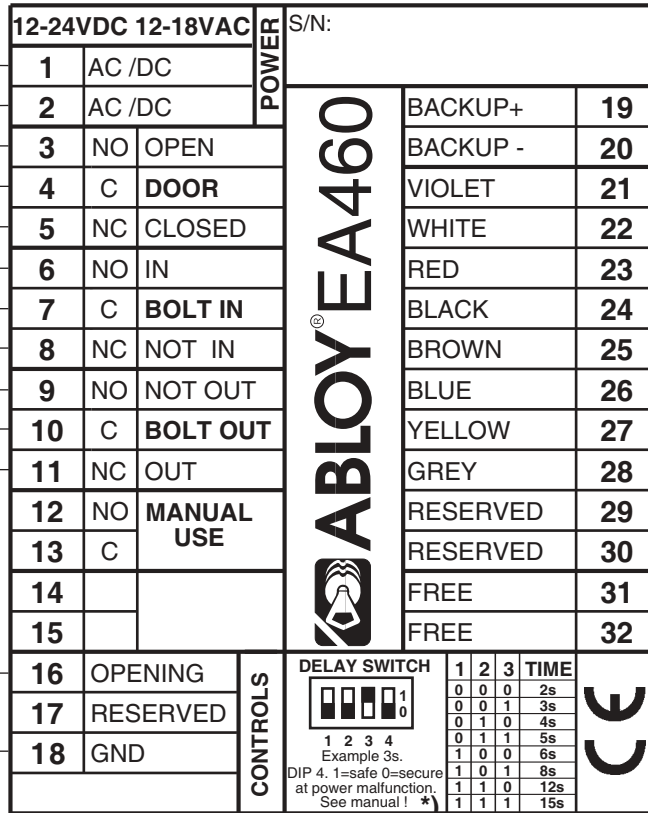 12-24VDC 12-18VAC
POWER
S/N:
1 AC /DC
2 AC /DC
3 NO OPEN
4 C DOOR
5 NC CLOSED
6 NO IN
7 C BOLT IN
8 NC NOT IN
9 NO NOT OUT
10 C BOLT OUT
11 NC OUT
12 NO MANUAL
13 C USE
14
15
16 OPENING
17 RESERVED
18 GND
CONTROLS
ABLOY® EA460
BACKUP+ 19
BACKUP - 20
VIOLET 21
WHITE 22
RED 23
BLACK 24
BROWN 25
BLUE 26
YELLOW 27
GREY 28
RESERVED 29
RESERVED 30
FREE 31
FREE 32
DELAY SWITCH
1
0
1 2 3 4
Example 3s.
DIP 4. 1=safe 0=secure
at power malfunction.
See manual ! *)
1 2 3 TIME
0 0 0 2s
0 0 1 3s
0 1 0 4s
0 1 1 5s
1 0 0 6s
1 0 1 8s
1 1 0 12s
1 1 1 15s
CE